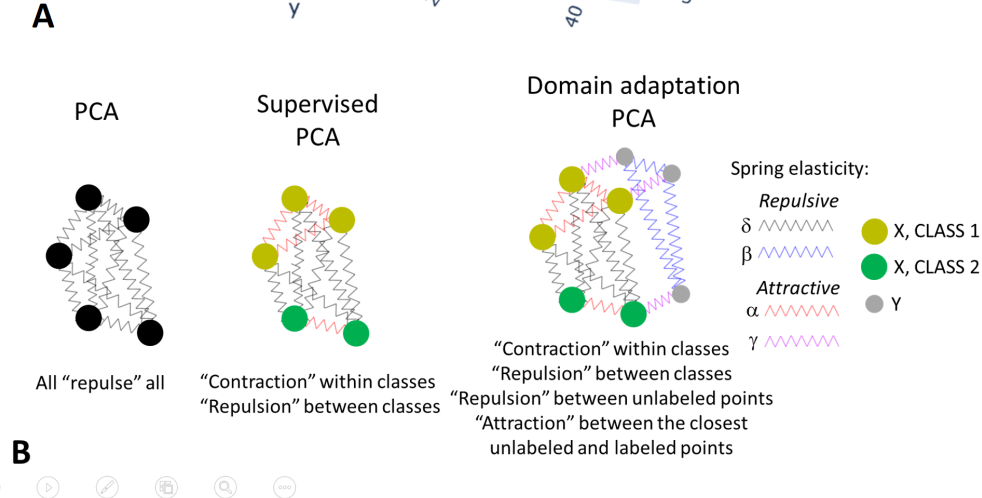 A
y
40
PCA
Supervised
PCA
Domain adaptation
PCA
Spring elasticity:
Repulsive
δ
β
Attractive
α
γ
X, CLASS 1
X, CLASS 2
Y
All “repulse” all
“Contraction” within classes
“Repulsion” between classes
“Contraction” within classes
“Repulsion” between classes
“Repulsion” between unlabeled points
“Attraction” between the closest
unlabeled and labeled points
B